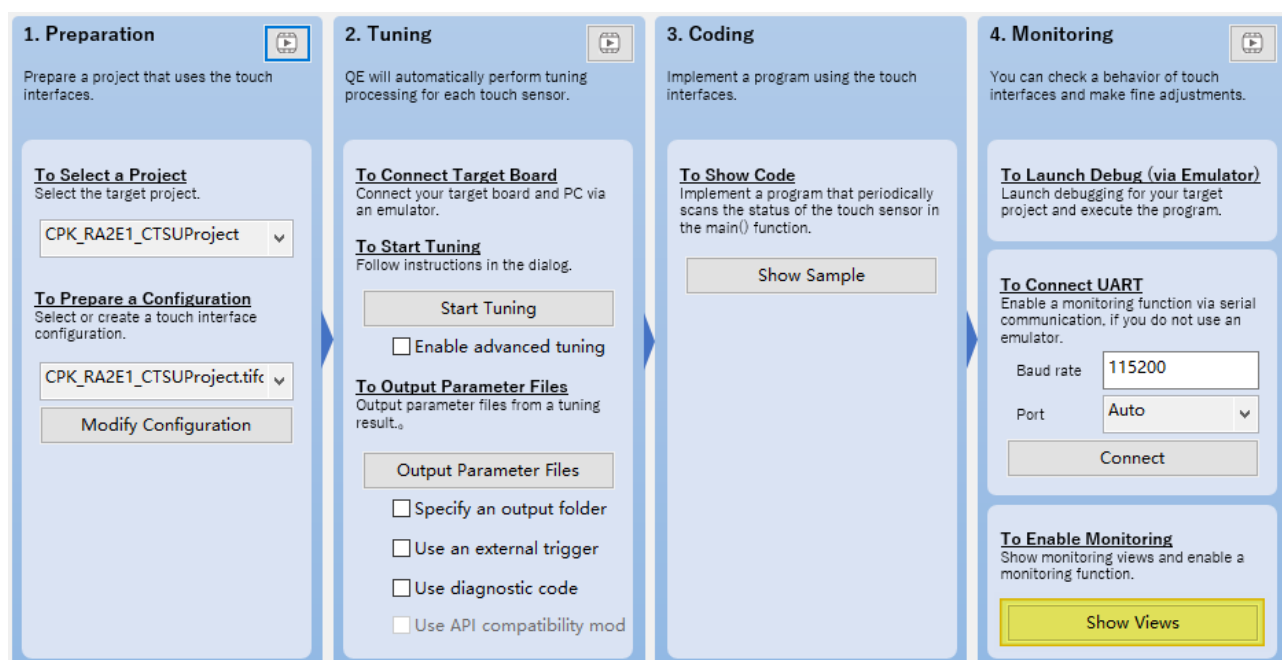 1. Preparation
Prepare a project that uses the touch
interfaces.
To Select a Project
Select the target project.
CPK_RA2E1_CTSUProject
To Prepare a Configuration
Select or create a touch interface
configuration.
CPK_RA2E1_CTSUProject.tifc
Modify Configuration
2. Tuning
QE will automatically perform tuning
processing for each touch sensor.
To Connect Target Board
Connect your target board and PC via
an emulator.
To Start Tuning
Follow instructions in the dialog.
Start Tuning
Enable advanced tuning
To Output Parameter Files
Output parameter files from a tuning
result.。
Output Parameter Files
Specify an output folder
Use an external trigger
Use diagnostic code
Use API compatibility mod
3. Coding
Implement a program using the touch
interfaces.
To Show Code
Implement a program that periodically
scans the status of the touch sensor in
the main() function.
Show Sample
4. Monitoring
You can check a behavior of touch
interfaces and make fine adjustments.
To Launch Debug (via Emulator)
Launch debugging for your target
project and execute the program.
To Connect UART
Enable a monitoring function via serial
communication, if you do not use an
emulator.
Baud rate 115200
Port Auto
Connect
To Enable Monitoring
Show monitoring views and enable a
monitoring function.
Show Views